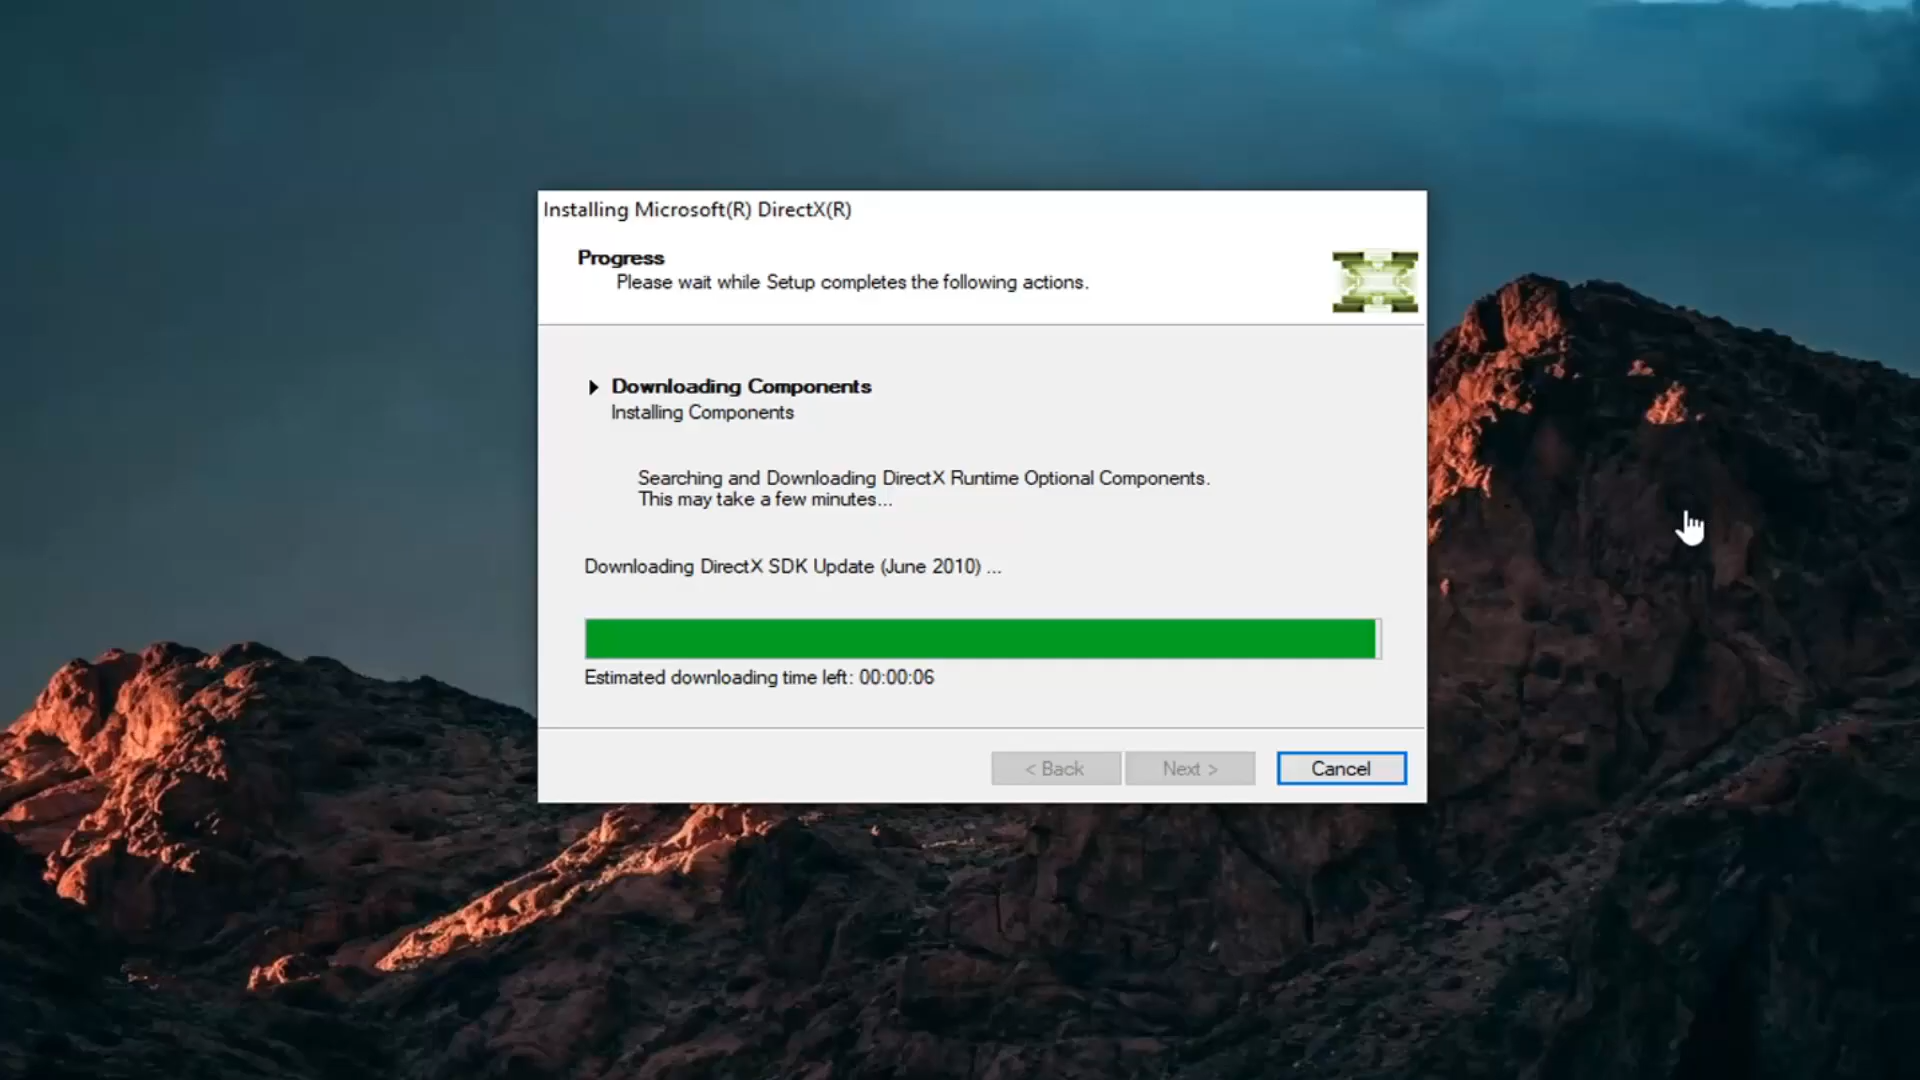 Installing Microsoft(R) DirectX(R)
Progress
Please wait while Setup completes the following actions.
Downloading Components
Installing Components
Searching and Downloading DirectX Runtime Optional Components.
This may take a few minutes...
Downloading DirectX SDK Update (June 2010) ...
Estimated downloading time left: 00:00:06
< Back
Next >
Cancel